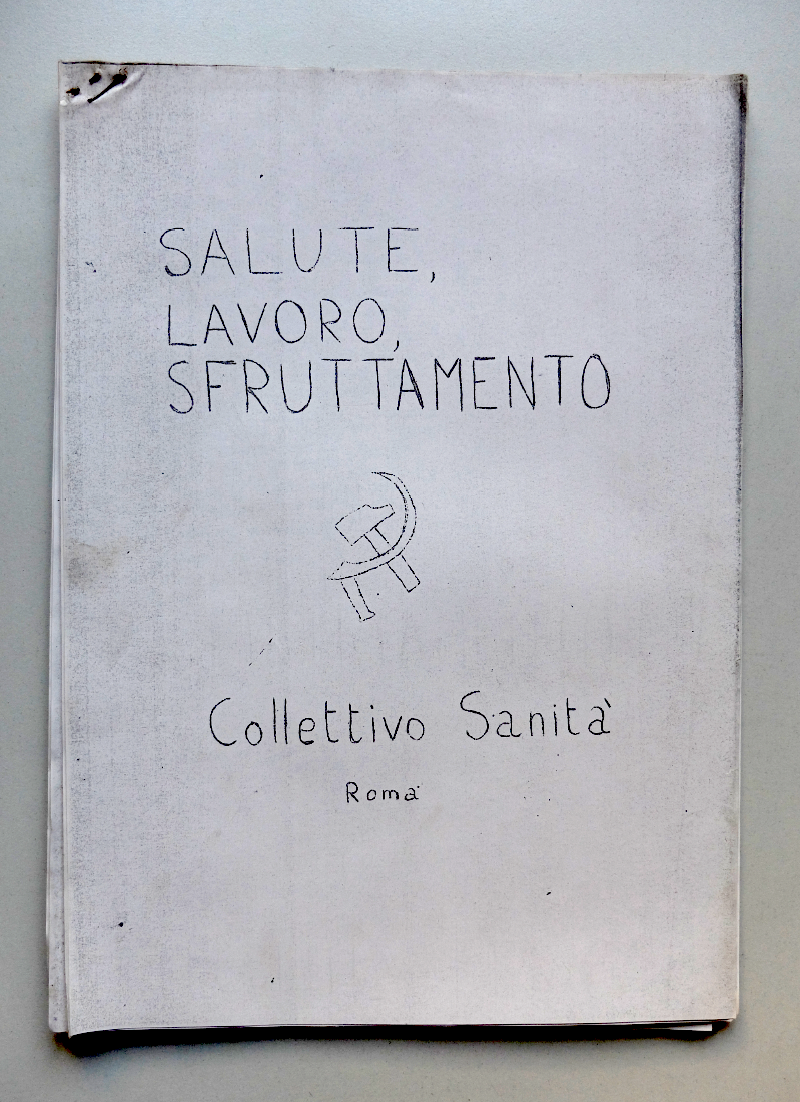 SALUTE,
LAVORO,
SFRUTTAMENTO
Collettivo Sanità
Roma